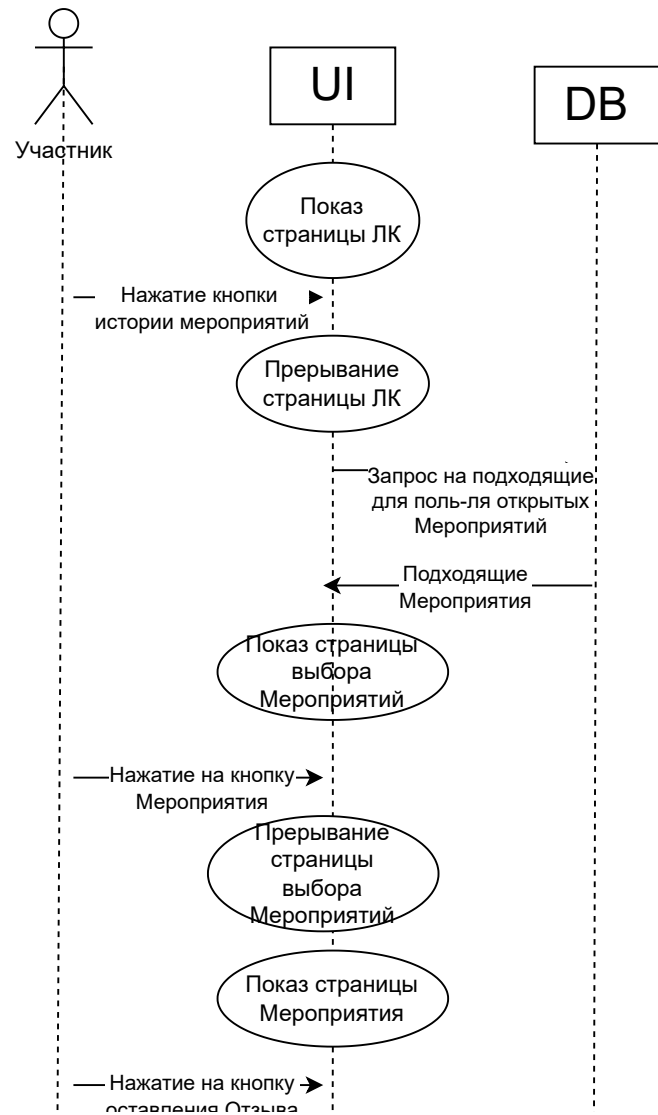 UI
DB
Участник
Показ
страницы ЛК
Нажатие кнопки
истории мероприятий
Прерывание
страницы ЛК
Запрос на подходящие
для поль-ля открытых
Мероприятий
Подходящие
Мероприятия
Показ страницы
выбора
Мероприятий
Нажатие на кнопку
Мероприятия
Прерывание
страницы
выбора
Мероприятий
Показ страницы
Мероприятия
Нажатие на кнопку
оставления Отзыва